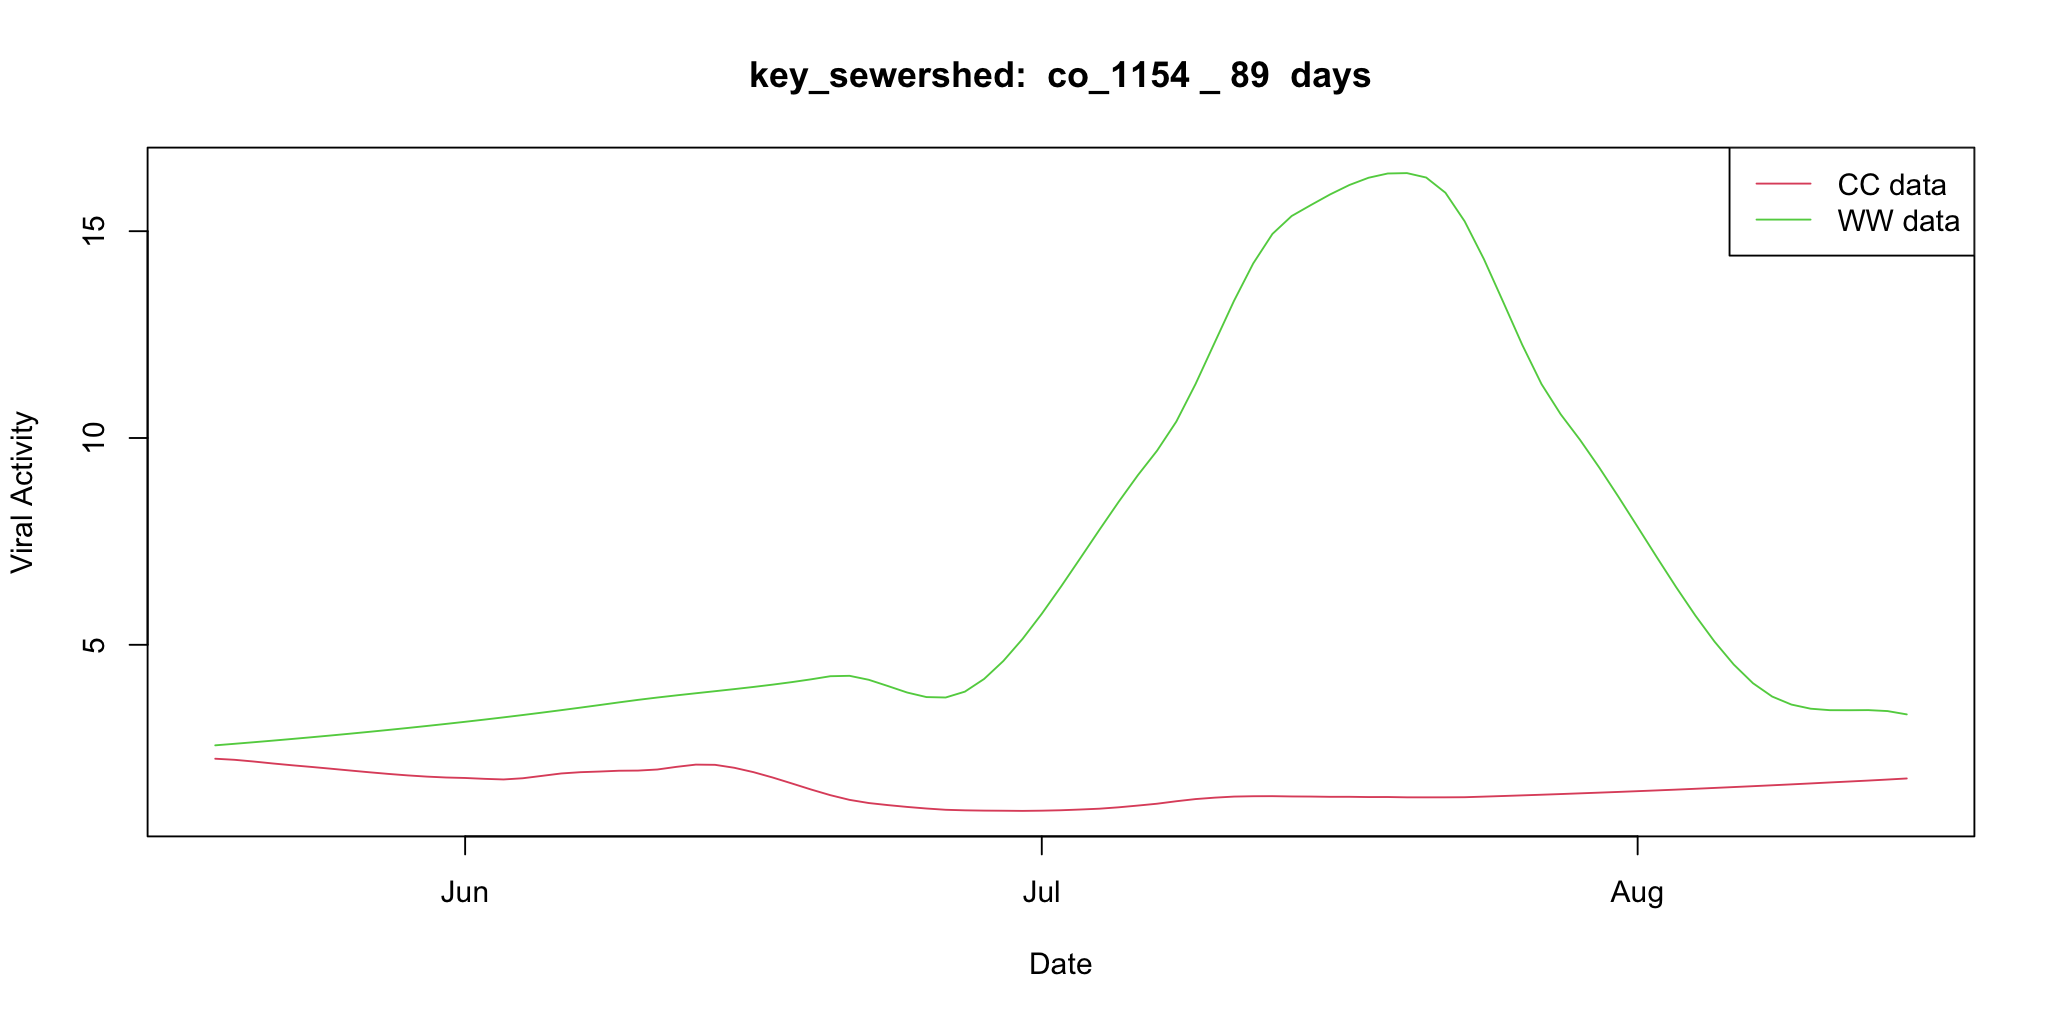 key_sewershed:  co_1154 _ 89  days
CC data
WW data
Viral Activity
15
10
5
Jun
Jul
Aug
Date